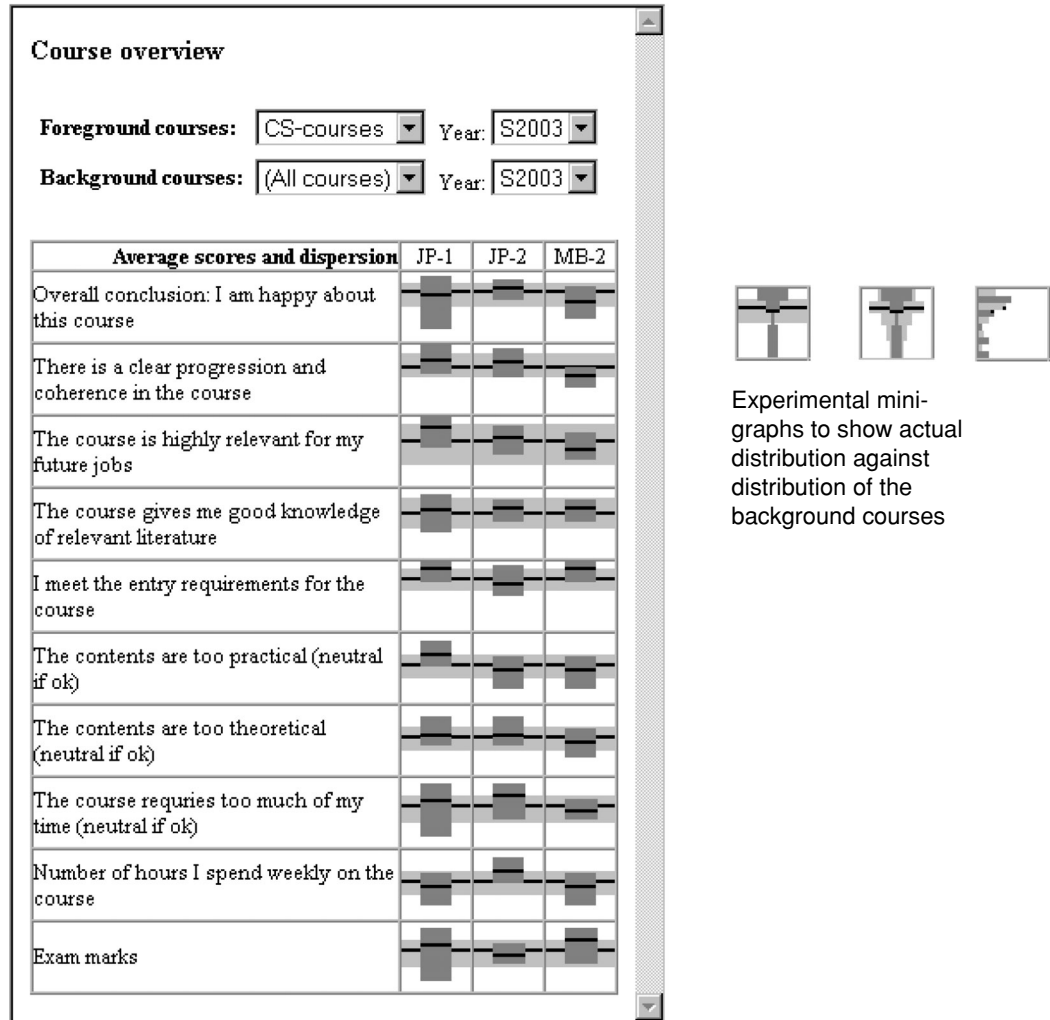 Course overview
Foreground courses: CS-courses Year: S2003
Background courses: (All courses) Year: S2003
Average scores and dispersion JP-1 JP-2 MB-2
Overall conclusion: I am happy about
this course
There is a clear progression and
coherence in the course
The course is highly relevant for my
future jobs
The course gives me good knowledge
of relevant literature
I meet the entry requirements for the
course
The contents are too practical (neutral
if ok)
The contents are too theoretical
(neutral if ok)
The course requries too much of my
time (neutral if ok)
Number of hours I spend weekly on the
course
Exam marks
Experimental mini-
graphs to show actual
distribution against
distribution of the
background courses